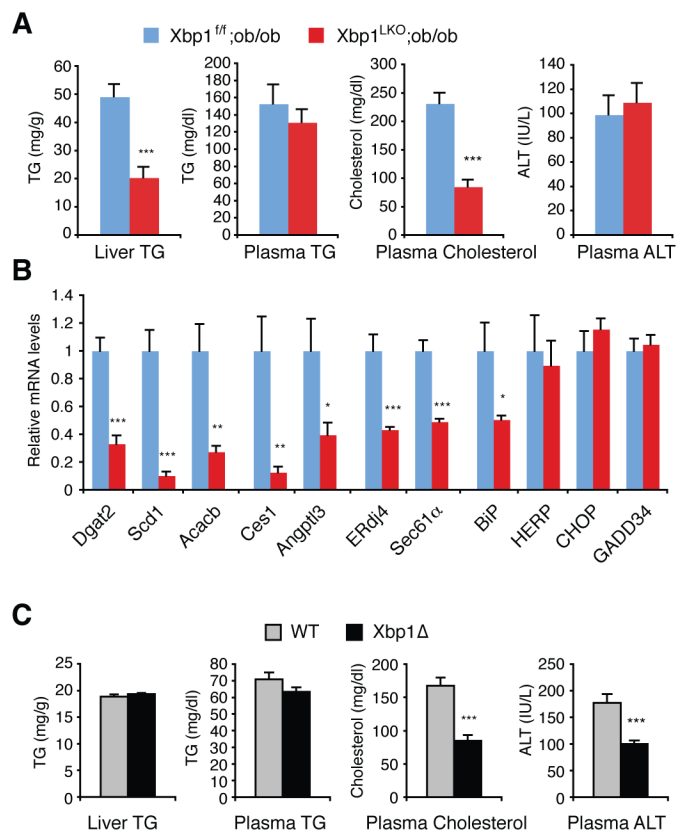 A
Xbp1f/f;ob/ob Xbp1LKO;ob/ob
TG (mg/g)
60
50
40
30
20
10
0
***
Liver TG
TG (mg/dl)
200
180
160
140
120
100
80
60
40
20
0
Plasma TG
Cholesterol (mg/dl)
300
250
200
150
100
50
0
***
Plasma Cholesterol
ALT (IU/L)
140
120
100
80
60
40
20
0
Plasma ALT
B
Relative mRNA levels
1.4
1.2
1
0.8
0.6
0.4
0.2
0
*** *** ** ** * *** *** *
Dgat2 Scd1 Acacb Ces1 Angptl3 ERdj4 Sec61α BiP HERP CHOP GADD34
C
WT Xbp1Δ
TG (mg/g)
25
20
15
10
5
0
Liver TG
TG (mg/dl)
80
70
60
50
40
30
20
10
0
Plasma TG
Cholesterol (mg/dl)
200
150
100
50
0
***
Plasma Cholesterol
ALT (IU/L)
250
200
150
100
50
0
***
Plasma ALT